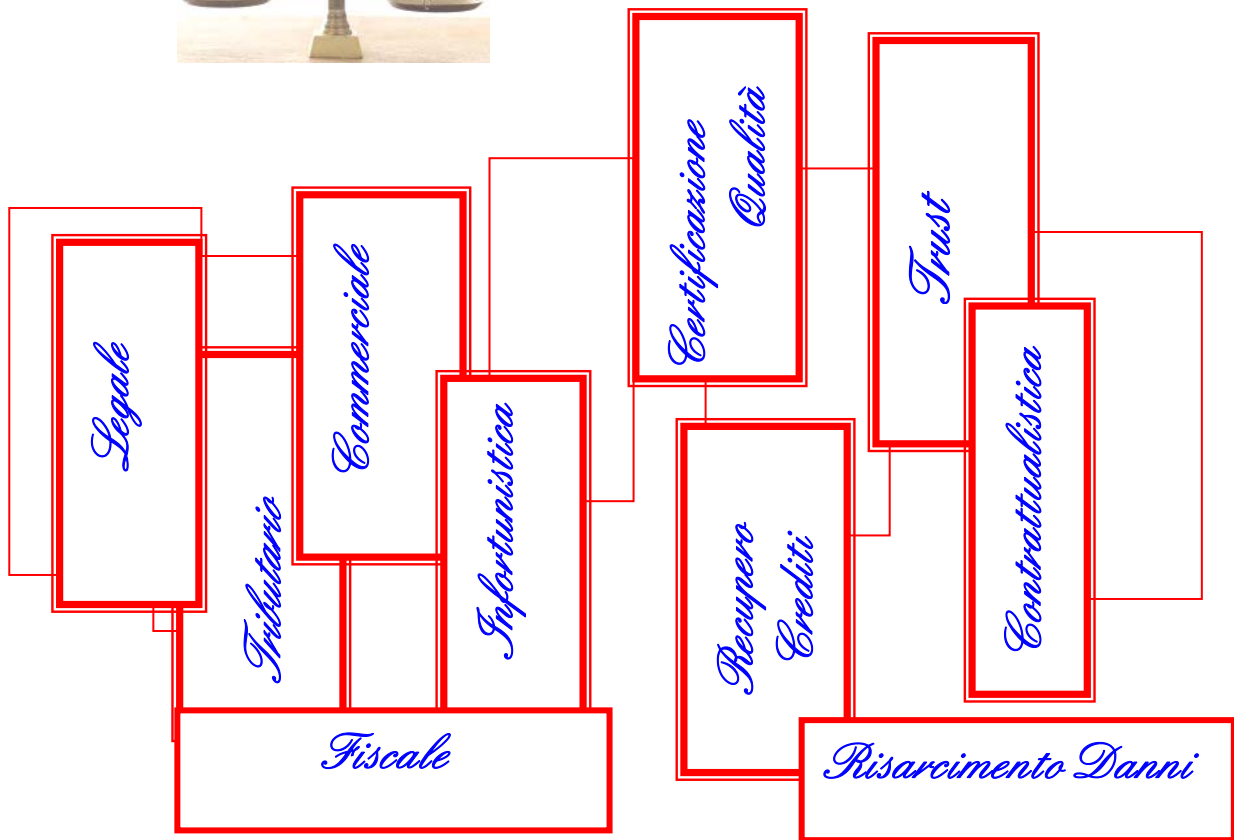 Legale
Tributario
Commerciale
Infortunistica
Fiscale
Certificazione
Qualità
Recupero
Crediti
Trust
Contrattualistica
Risarcimento Danni